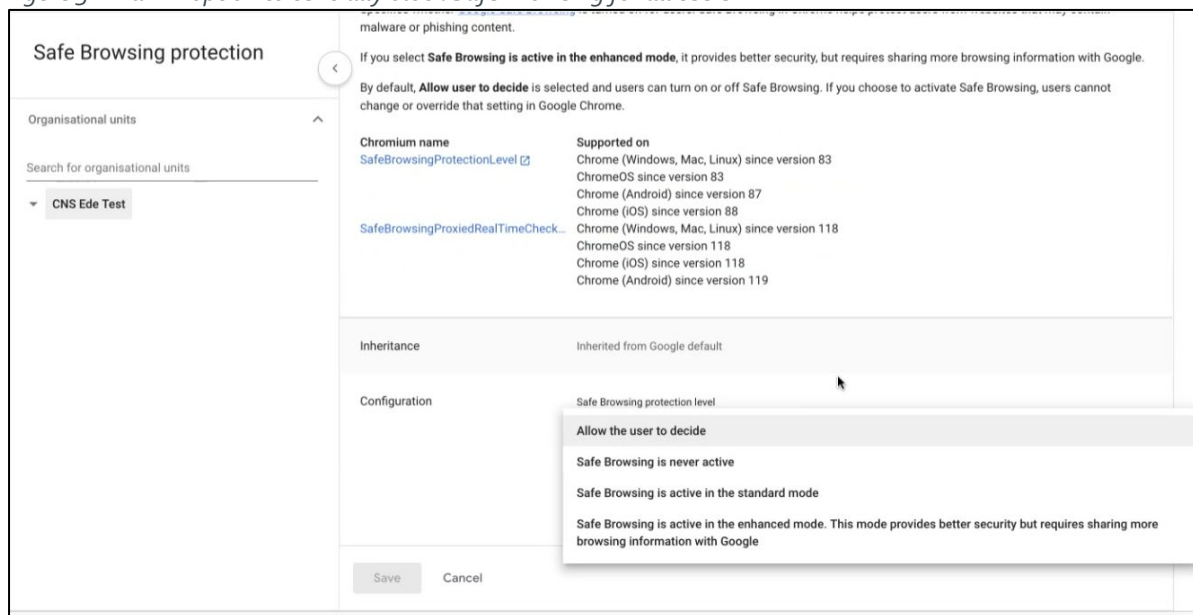 Safe Browsing protection
malware or phishing content.
If you select Safe Browsing is active in the enhanced mode, it provides better security, but requires sharing more browsing information with Google.
By default, Allow user to decide is selected and users can turn on or off Safe Browsing. If you choose to activate Safe Browsing, users cannot
change or override that setting in Google Chrome.
Organisational units
Search for organisational units
CNS Ede Test
Chromium name Supported on
SafeBrowsingProtectionLevel Chrome (Windows, Mac, Linux) since version 83
ChromeOS since version 83
Chrome (Android) since version 87
Chrome (iOS) since version 88
SafeBrowsingProxiedRealTimeCheck... Chrome (Windows, Mac, Linux) since version 118
ChromeOS since version 118
Chrome (iOS) since version 118
Chrome (Android) since version 119
Inheritance Inherited from Google default
Configuration Safe Browsing protection level
Allow the user to decide
Safe Browsing is never active
Safe Browsing is active in the standard mode
Safe Browsing is active in the enhanced mode. This mode provides better security but requires sharing more
browsing information with Google
Save Cancel